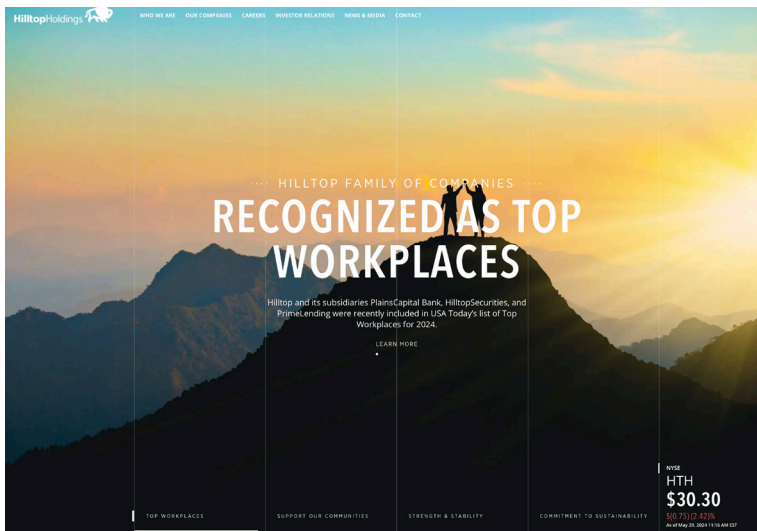 HilltopHoldings
WHO WE ARE OUR COMPANIES CAREERS INVESTOR RELATIONS NEWS & MEDIA CONTACT
HILLTOP FAMILY OF COMPANIES
RECOGNIZED AS TOP
WORKPLACES
Hilltop and its subsidiaries PlainsCapital Bank, HilltopSecurities, and
PrimeLending were recently included in USA Today's list of Top
Workplaces for 2024.
LEARN MORE
TOP WORKPLACES
SUPPORT OUR COMMUNITIES
STRENGTH & STABILITY
COMMITMENT TO SUSTAINABILITY
NYSE
HTH
$30.30
$(0.75) (2.42)%
As of May 29, 2024 11:16 AM EST